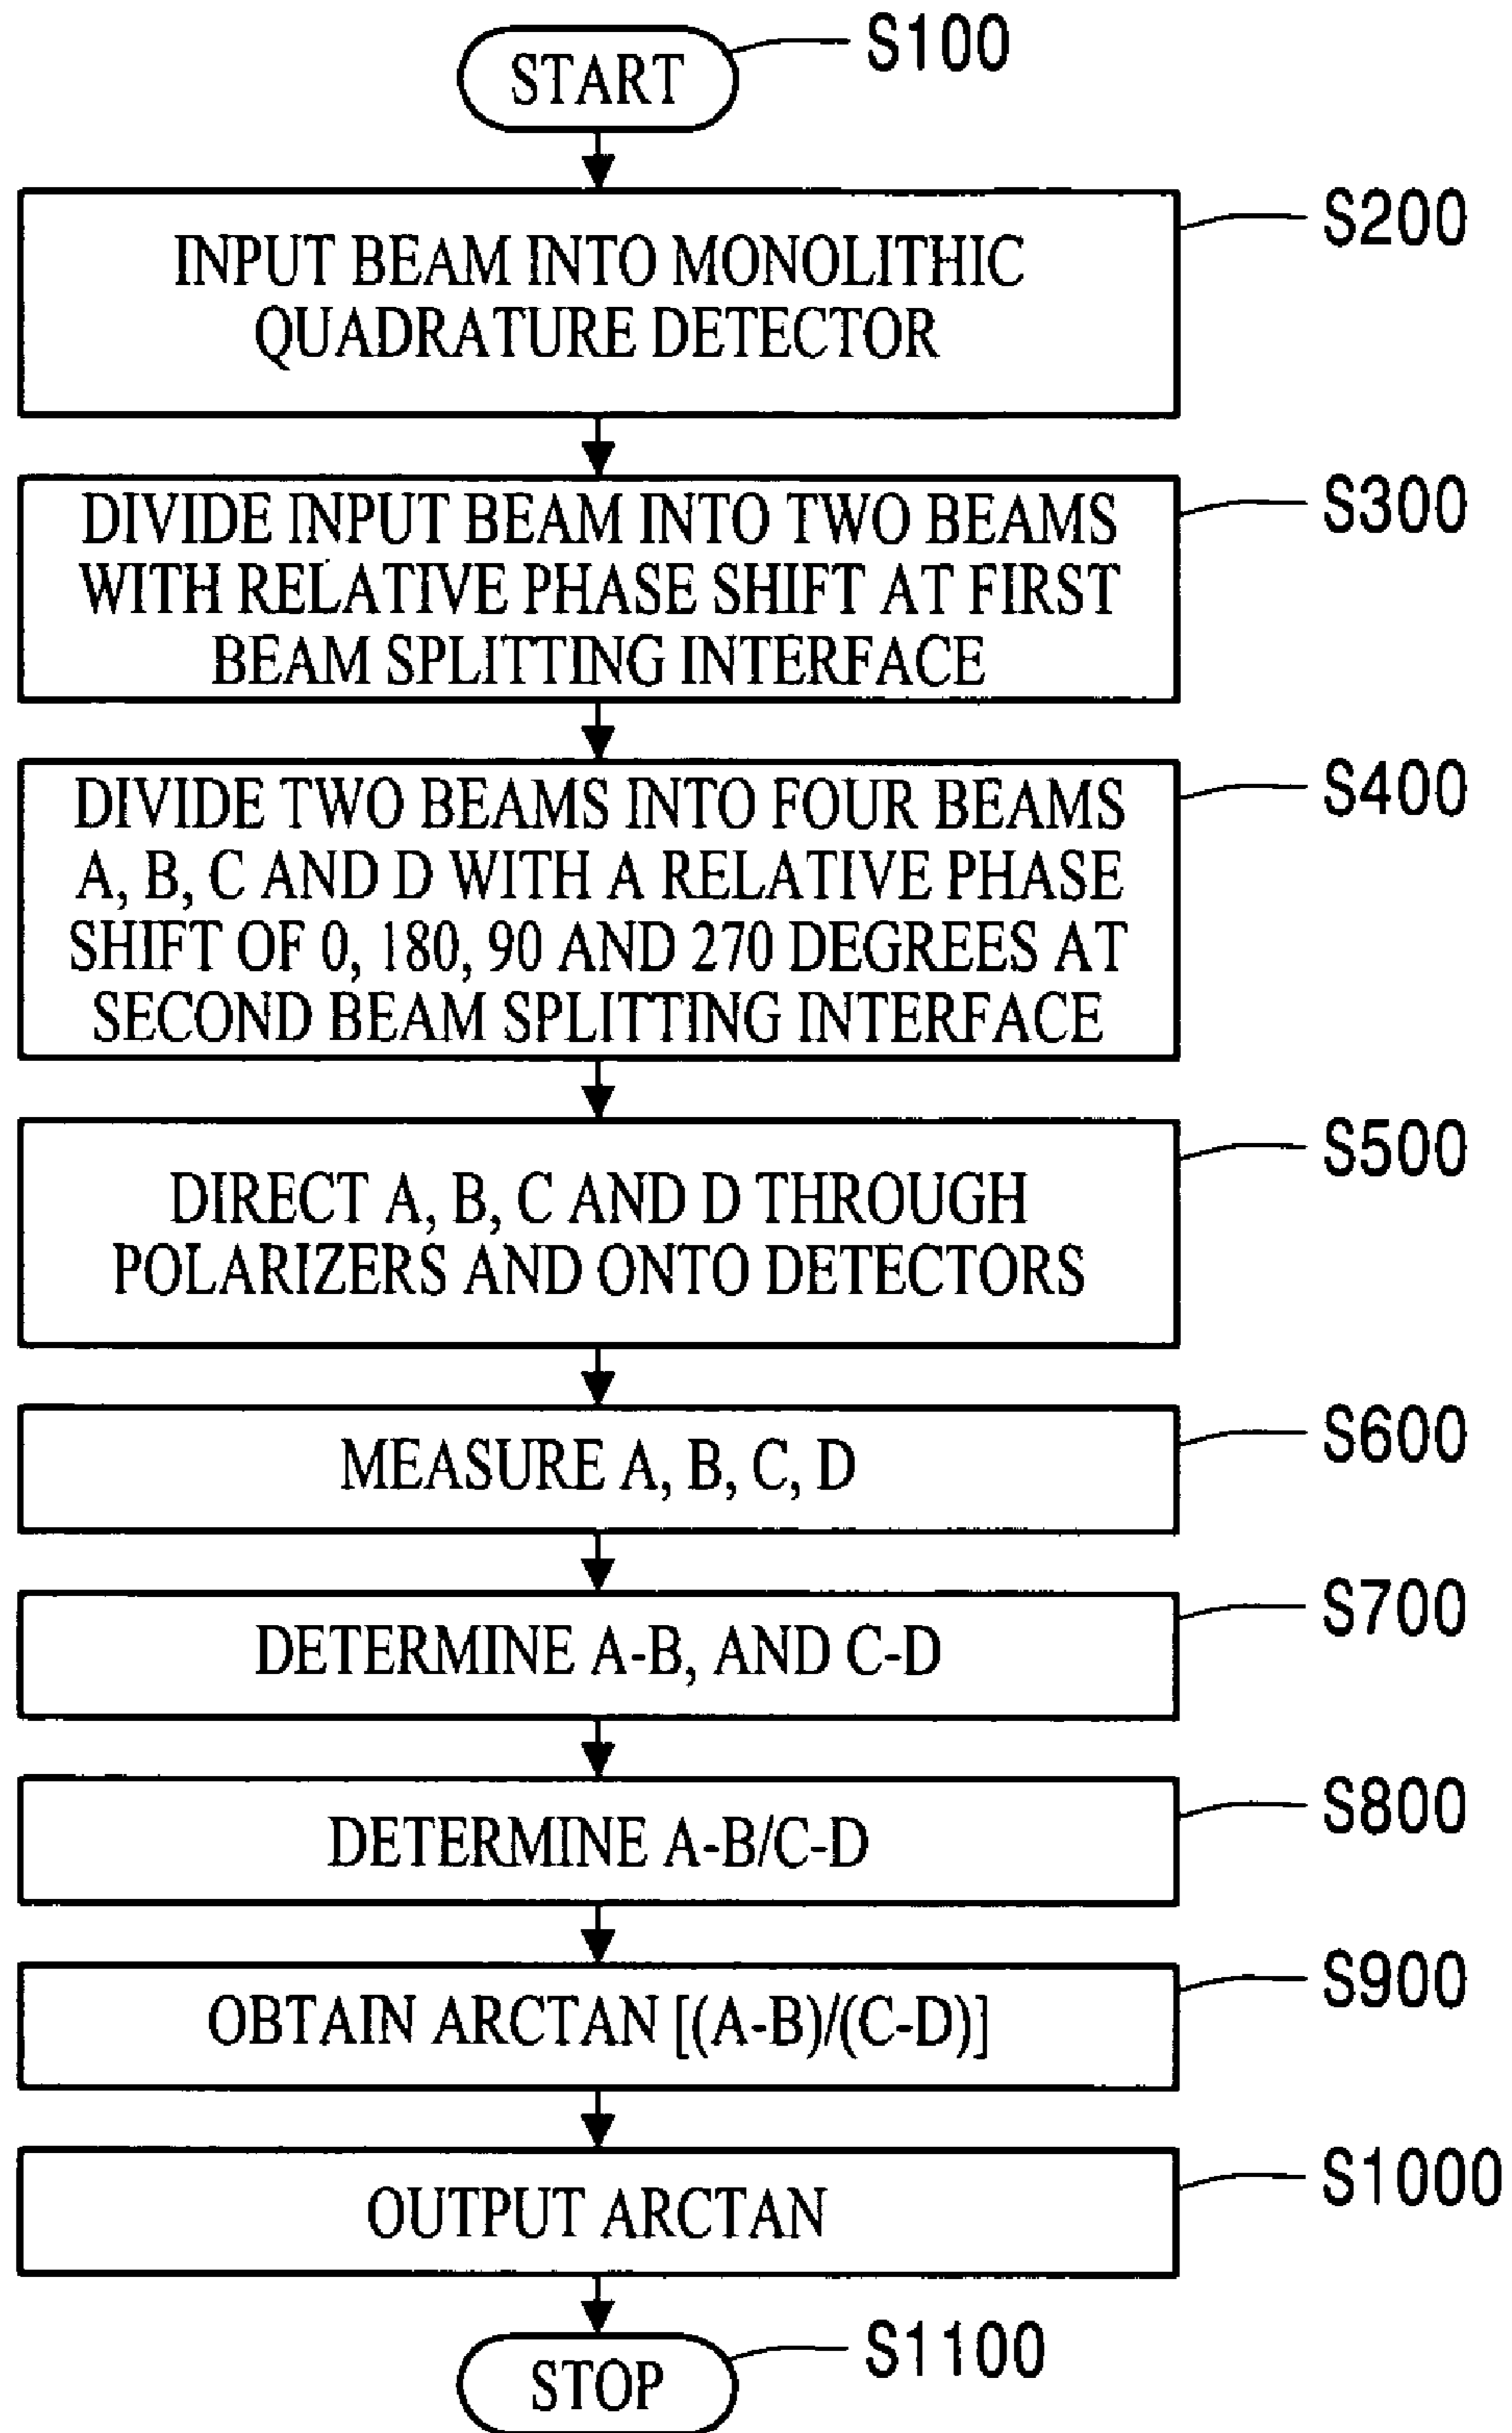 START
S100
INPUT BEAM INTO MONOLITHIC
QUADRATURE DETECTOR
S200
DIVIDE INPUT BEAM INTO TWO BEAMS
WITH RELATIVE PHASE SHIFT AT FIRST
BEAM SPLITTING INTERFACE
S300
DIVIDE TWO BEAMS INTO FOUR BEAMS
A, B, C AND D WITH A RELATIVE PHASE
SHIFT OF 0, 180, 90 AND 270 DEGREES AT
SECOND BEAM SPLITTING INTERFACE
S400
DIRECT A, B, C AND D THROUGH
POLARIZERS AND ONTO DETECTORS
S500
MEASURE A, B, C, D
S600
DETERMINE A-B, AND C-D
S700
DETERMINE A-B/C-D
S800
OBTAIN ARCTAN [(A-B)/(C-D)]
S900
OUTPUT ARCTAN
S1000
STOP
S1100